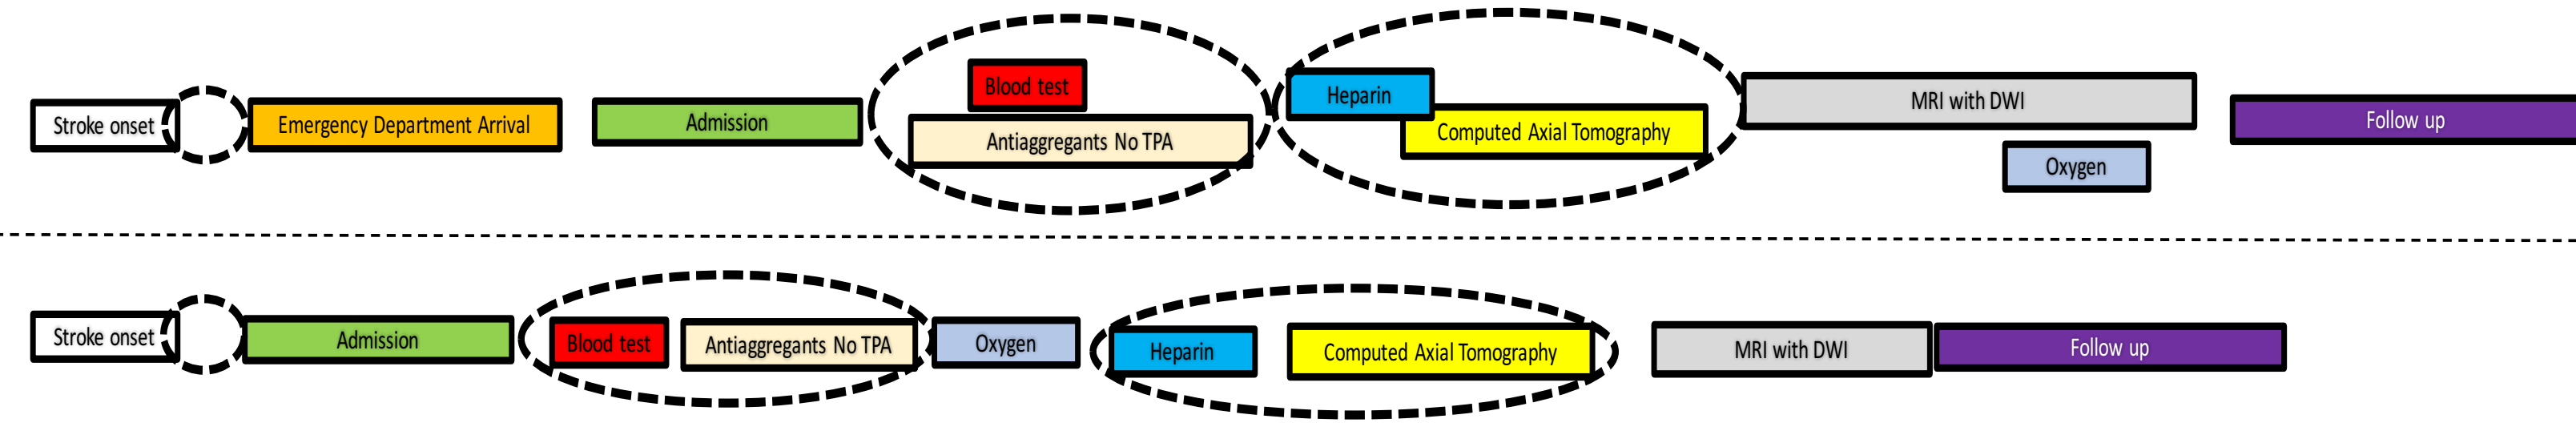 Stroke onset
Emergency Department Arrival
Admission
Blood test
Antiaggregants No TPA
Heparin
Computed Axial Tomography
MRI with DWI
Oxygen
Follow up
Stroke onset
Admission
Blood test
Antiaggregants No TPA
Oxygen
Heparin
Computed Axial Tomography
MRI with DWI
Follow up